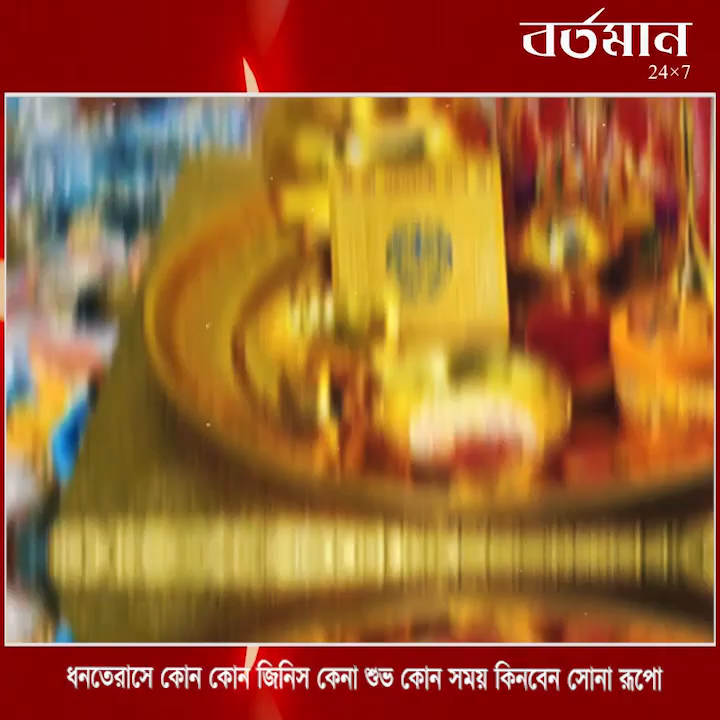 বর্তমান
24×7
ধনতেরাসে কোন কোন জিনিস কেনা শুভ কোন সময় কিনবেন সোনা রূপো